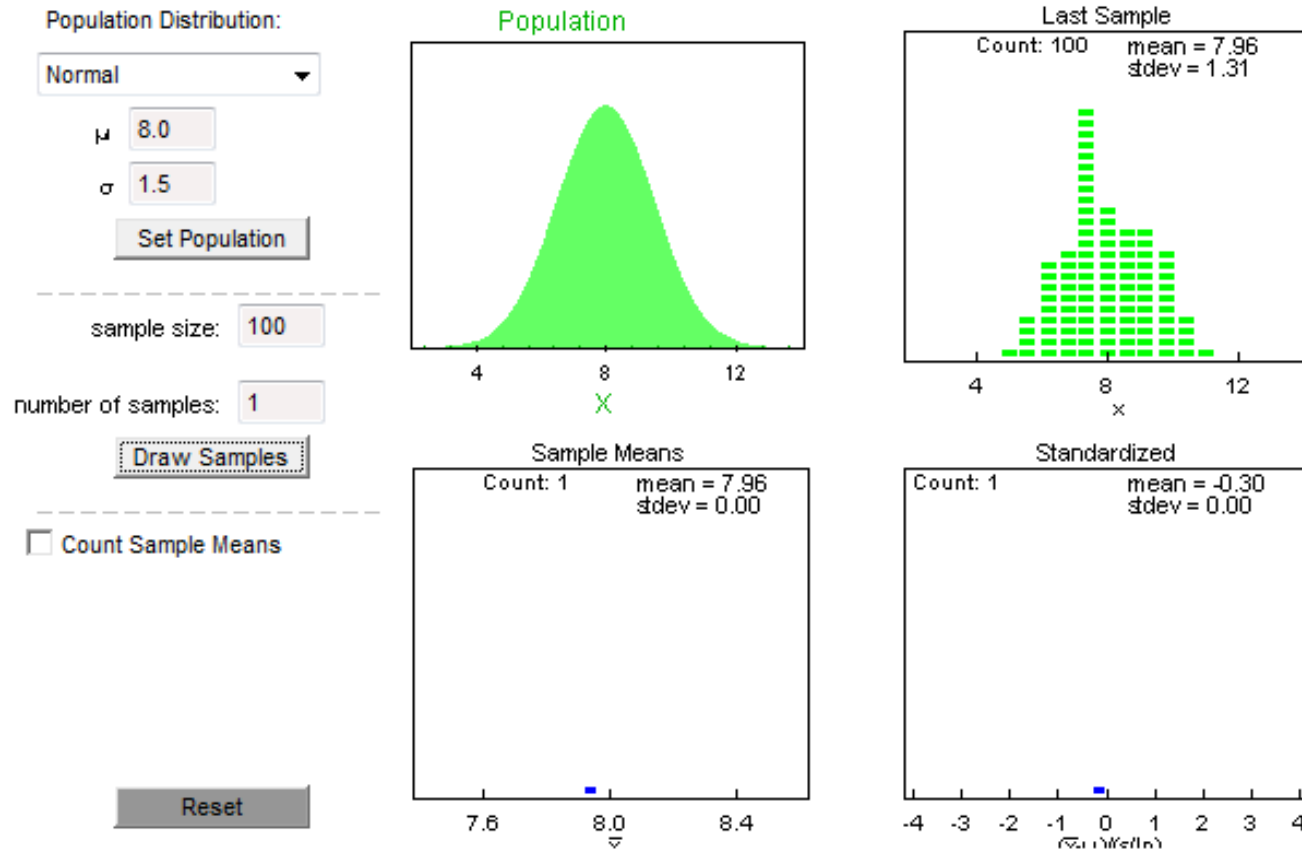 Population Distribution:
Normal
μ 8.0
σ 1.5
Set Population
sample size: 100
number of samples: 1
Draw Samples
Count Sample Means
Reset
Population
4 8 12
X
Last Sample
Count: 100 mean = 7.96
stdev = 1.31
4 8 12
x
Sample Means
Count: 1 mean = 7.96
stdev = 0.00
7.6 8.0 8.4
Standardized
Count: 1 mean = -0.30
stdev = 0.00
-4 -3 -2 -1 0 1 2 3 4